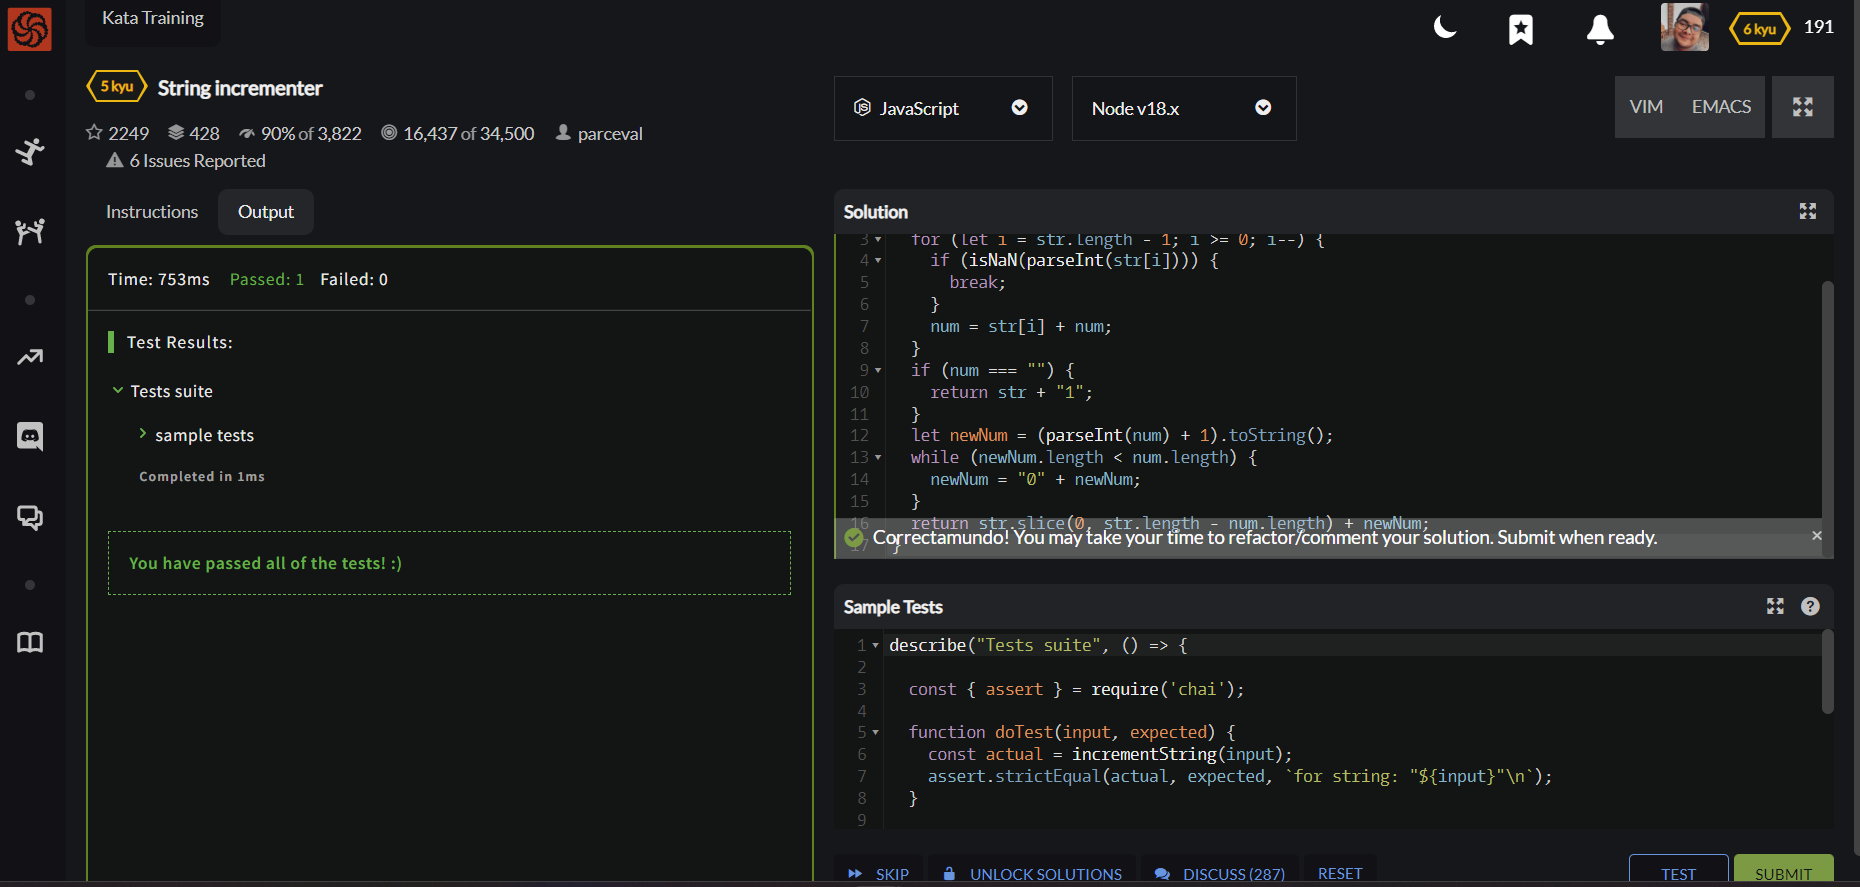 Kata Training
6 kyu
191
5 kyu
String incrementer
2249 428 90% of 3,822 16,437 of 34,500 parceval
6 Issues Reported
JavaScript
Node v18.x
VIM
EMACS
Instructions
Output
Time: 753ms Passed: 1 Failed: 0
Test Results:
Tests suite
sample tests
Completed in 1ms
You have passed all of the tests! :)
Solution
3 for (let i = str.length - 1; i >= 0; i--) {
4 if (isNaN(parseInt(str[i]))) {
5 break;
6 }
7 num = str[i] + num;
8 }
9 if (num === "") {
10 return str + "1";
11 }
12 let newNum = (parseInt(num) + 1).toString();
13 while (newNum.length < num.length) {
14 newNum = "0" + newNum;
15 }
16 return str.slice(0, str.length - num.length) + newNum;
17 }
Correctamundo! You may take your time to refactor/comment your solution. Submit when ready.
×
Sample Tests
?
1 describe("Tests suite", () => {
2
3 const { assert } = require('chai');
4
5 function doTest(input, expected) {
6 const actual = incrementString(input);
7 assert.strictEqual(actual, expected, `for string: "${input}"\n`);
8 }
9
SKIP
UNLOCK SOLUTIONS
DISCUSS (287)
RESET
TEST
SUBMIT